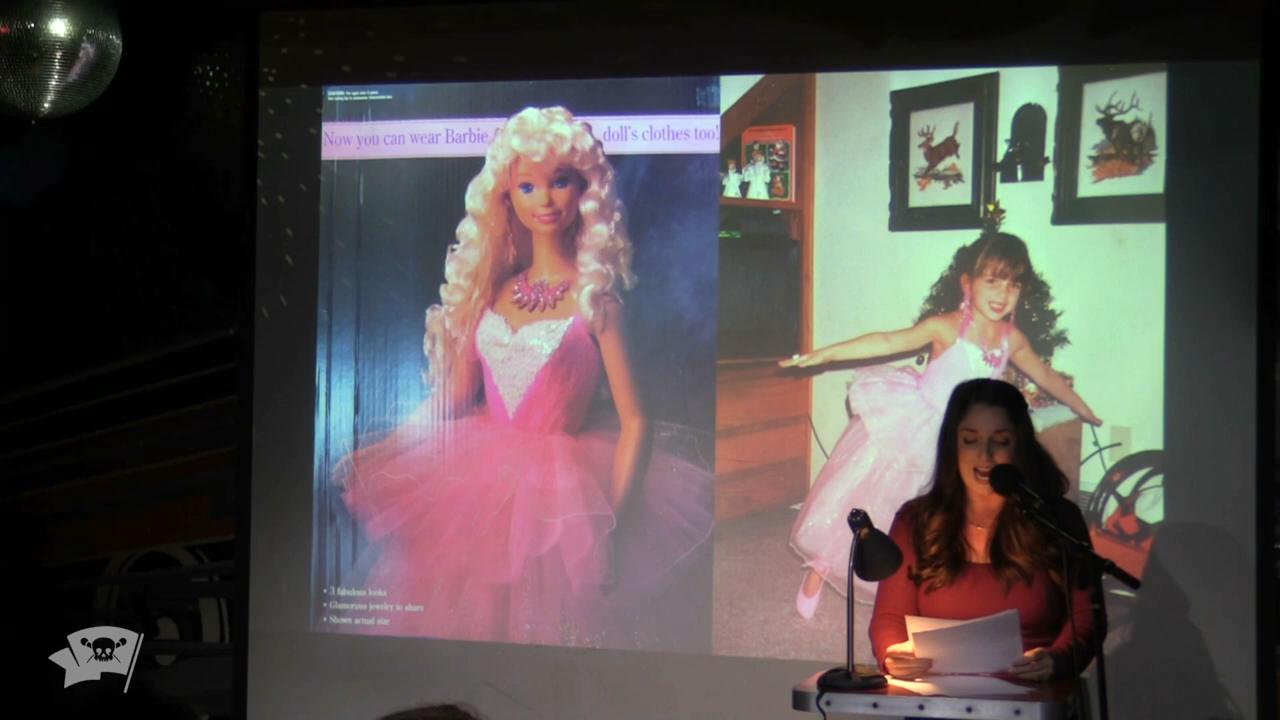 Now you can wear Barbie doll's clothes too!
• 3 fabulous looks
• Glamorous jewelry to share
• Shown actual size